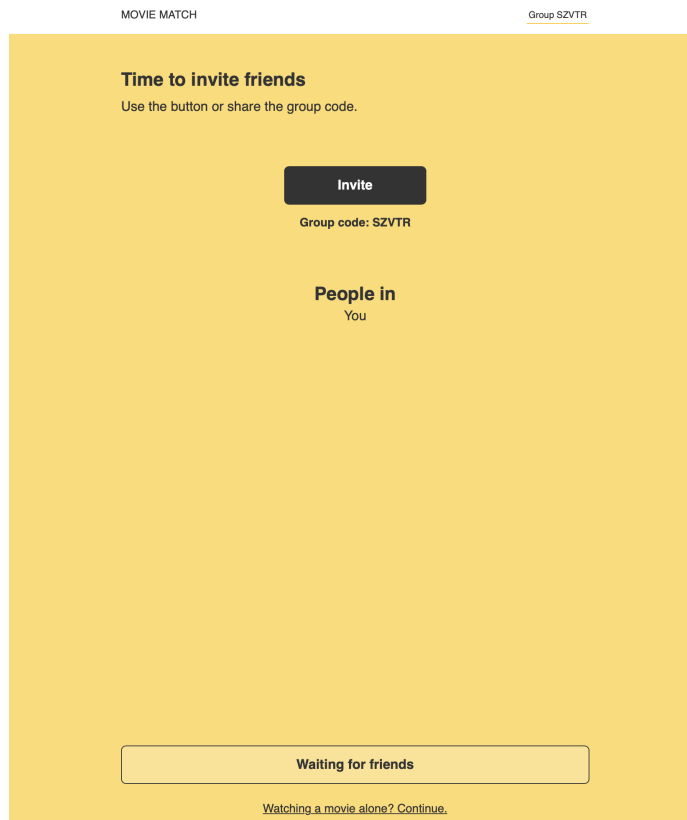 MOVIE MATCH
Group SZVTR
Time to invite friends
Use the button or share the group code.
Invite
Group code: SZVTR
People in
You
Waiting for friends
Watching a movie alone? Continue.